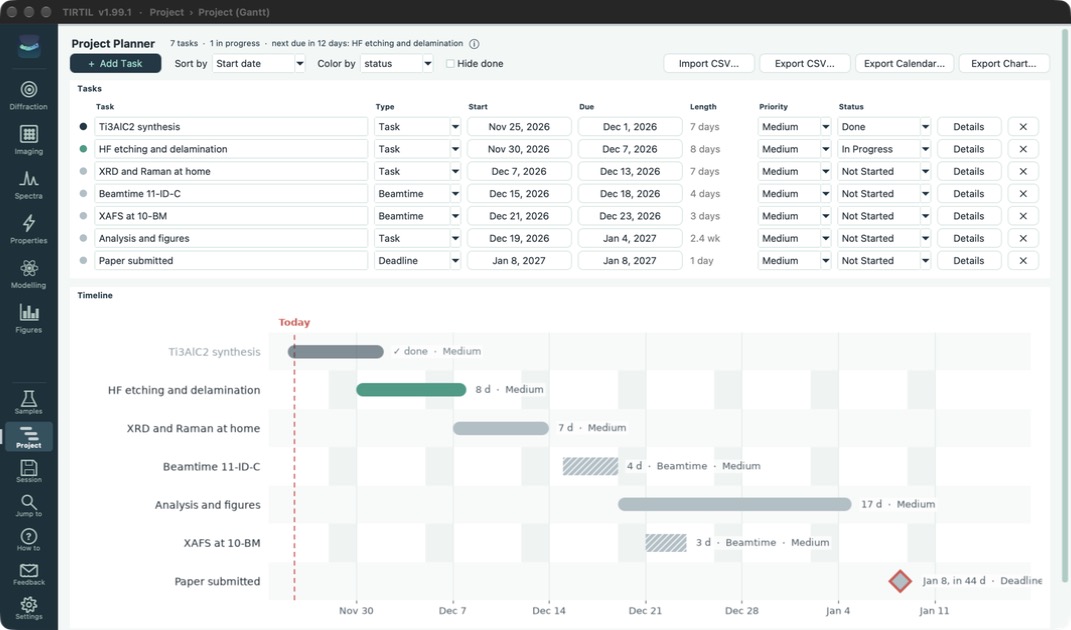 TIRTIL v1.99.1 · Project › Project (Gantt)
Project Planner 7 tasks · 1 in progress · next due in 12 days: HF etching and delamination ⓘ
+ Add Task Sort by Start date Color by status Hide done Import CSV... Export CSV... Export Calendar... Export Chart...
Tasks
Task Type Start Due Length Priority Status
Ti3AlC2 synthesis Task Nov 25, 2026 Dec 1, 2026 7 days Medium Done Details ✕
HF etching and delamination Task Nov 30, 2026 Dec 7, 2026 8 days Medium In Progress Details ✕
XRD and Raman at home Task Dec 7, 2026 Dec 13, 2026 7 days Medium Not Started Details ✕
Beamtime 11-ID-C Beamtime Dec 15, 2026 Dec 18, 2026 4 days Medium Not Started Details ✕
XAFS at 10-BM Beamtime Dec 21, 2026 Dec 23, 2026 3 days Medium Not Started Details ✕
Analysis and figures Task Dec 19, 2026 Jan 4, 2027 2.4 wk Medium Not Started Details ✕
Paper submitted Deadline Jan 8, 2027 Jan 8, 2027 1 day Medium Not Started Details ✕
Timeline
Today
Ti3AlC2 synthesis ✓ done · Medium
HF etching and delamination 8 d · Medium
XRD and Raman at home 7 d · Medium
Beamtime 11-ID-C 4 d · Beamtime · Medium
Analysis and figures 17 d · Medium
XAFS at 10-BM 3 d · Beamtime · Medium
Paper submitted Jan 8, in 44 d · Deadline
Nov 30 Dec 7 Dec 14 Dec 21 Dec 28 Jan 4 Jan 11
Diffraction
Imaging
Spectra
Properties
Modelling
Figures
Samples
Project
Session
Jump to
How to
Feedback
Settings